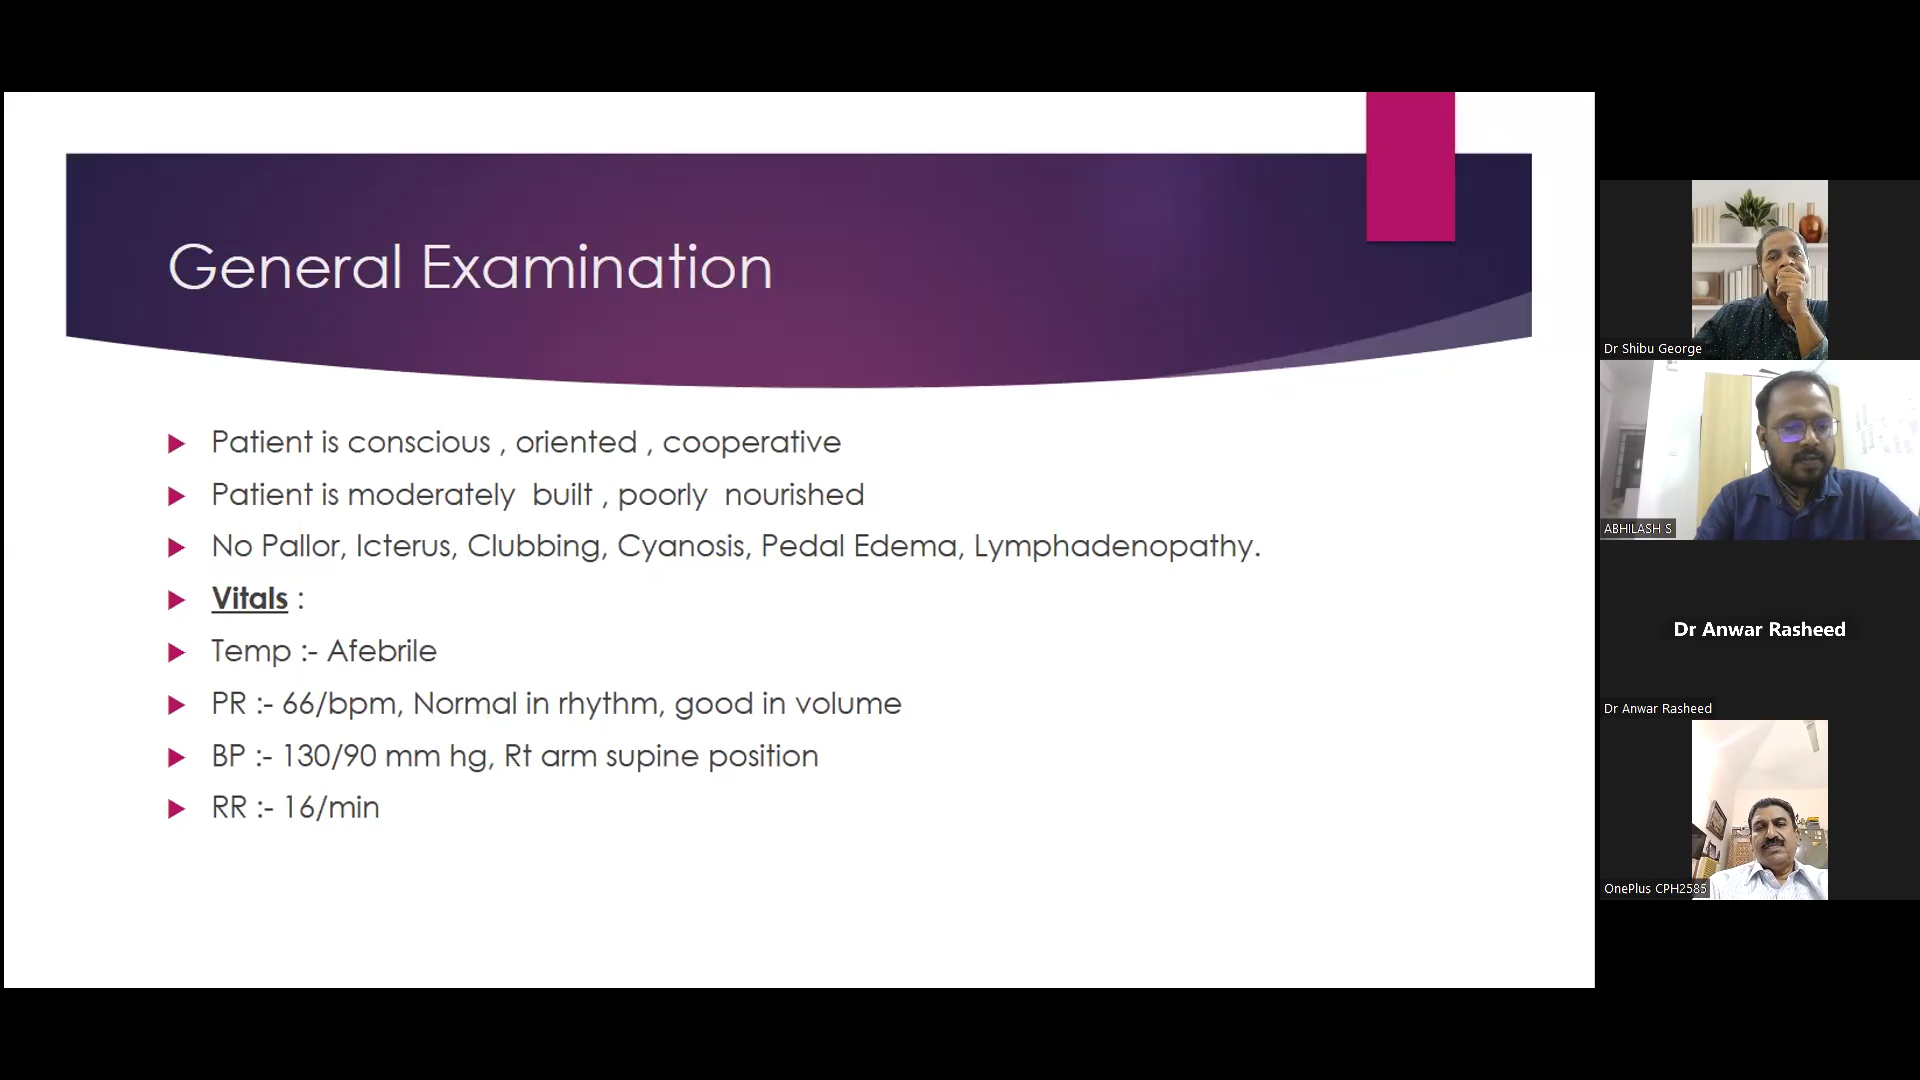 General Examination
Patient is conscious , oriented , cooperative
Patient is moderately built , poorly nourished
No Pallor, Icterus, Clubbing, Cyanosis, Pedal Edema, Lymphadenopathy.
Vitals :
Temp :- Afebrile
PR :- 66/bpm, Normal in rhythm, good in volume
BP :- 130/90 mm hg, Rt arm supine position
RR :- 16/min
Dr Shibu George
ABHILASH S
Dr Anwar Rasheed
Dr Anwar Rasheed
OnePlus CPH2585